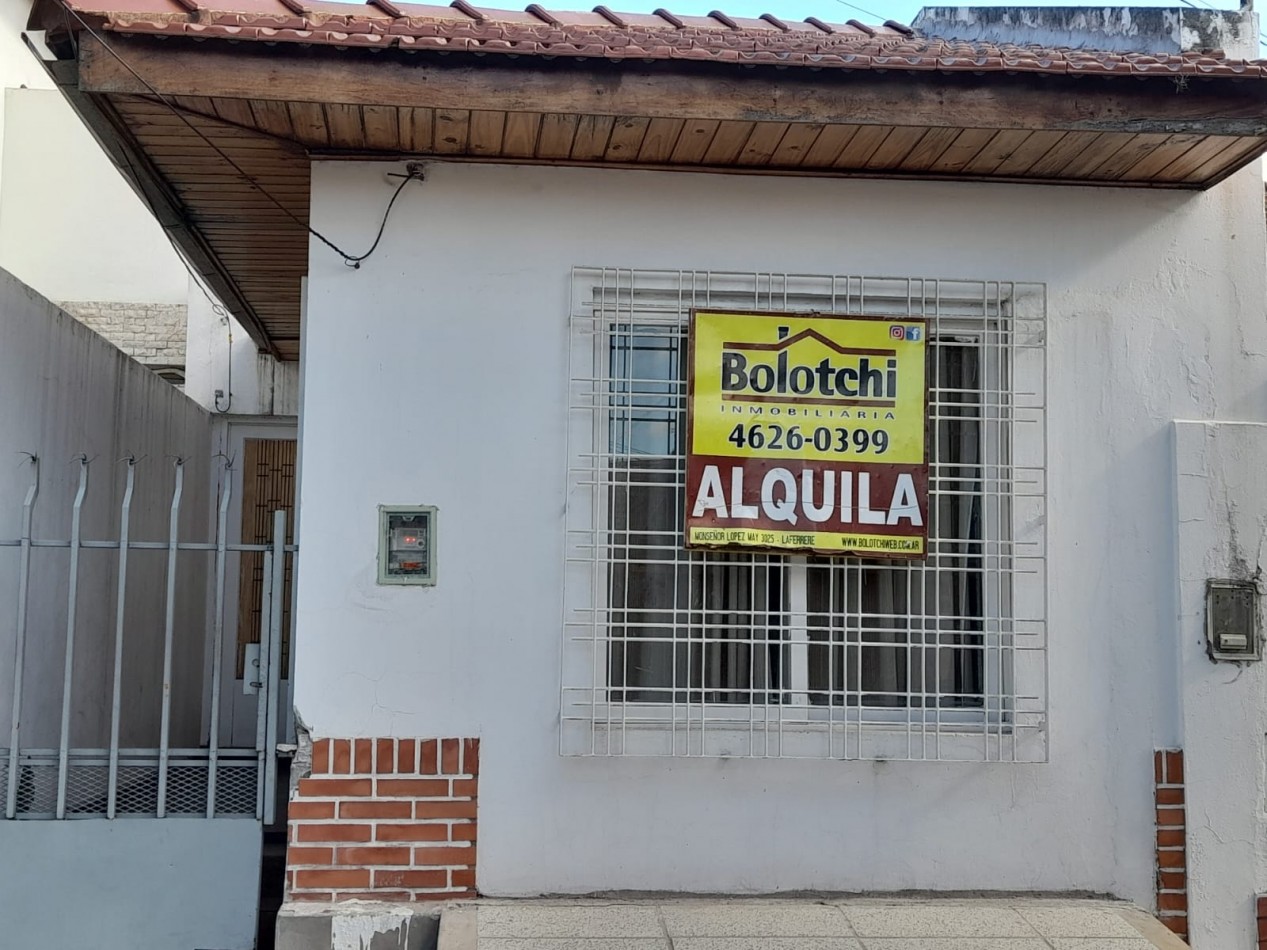 Bolotchi
INMOBILIARIA
4626-0399
ALQUILA
MONSEÑOR LOPEZ MAY 3025 - LAFERRERE WWW.BOLOTCHIWEB.COM.AR